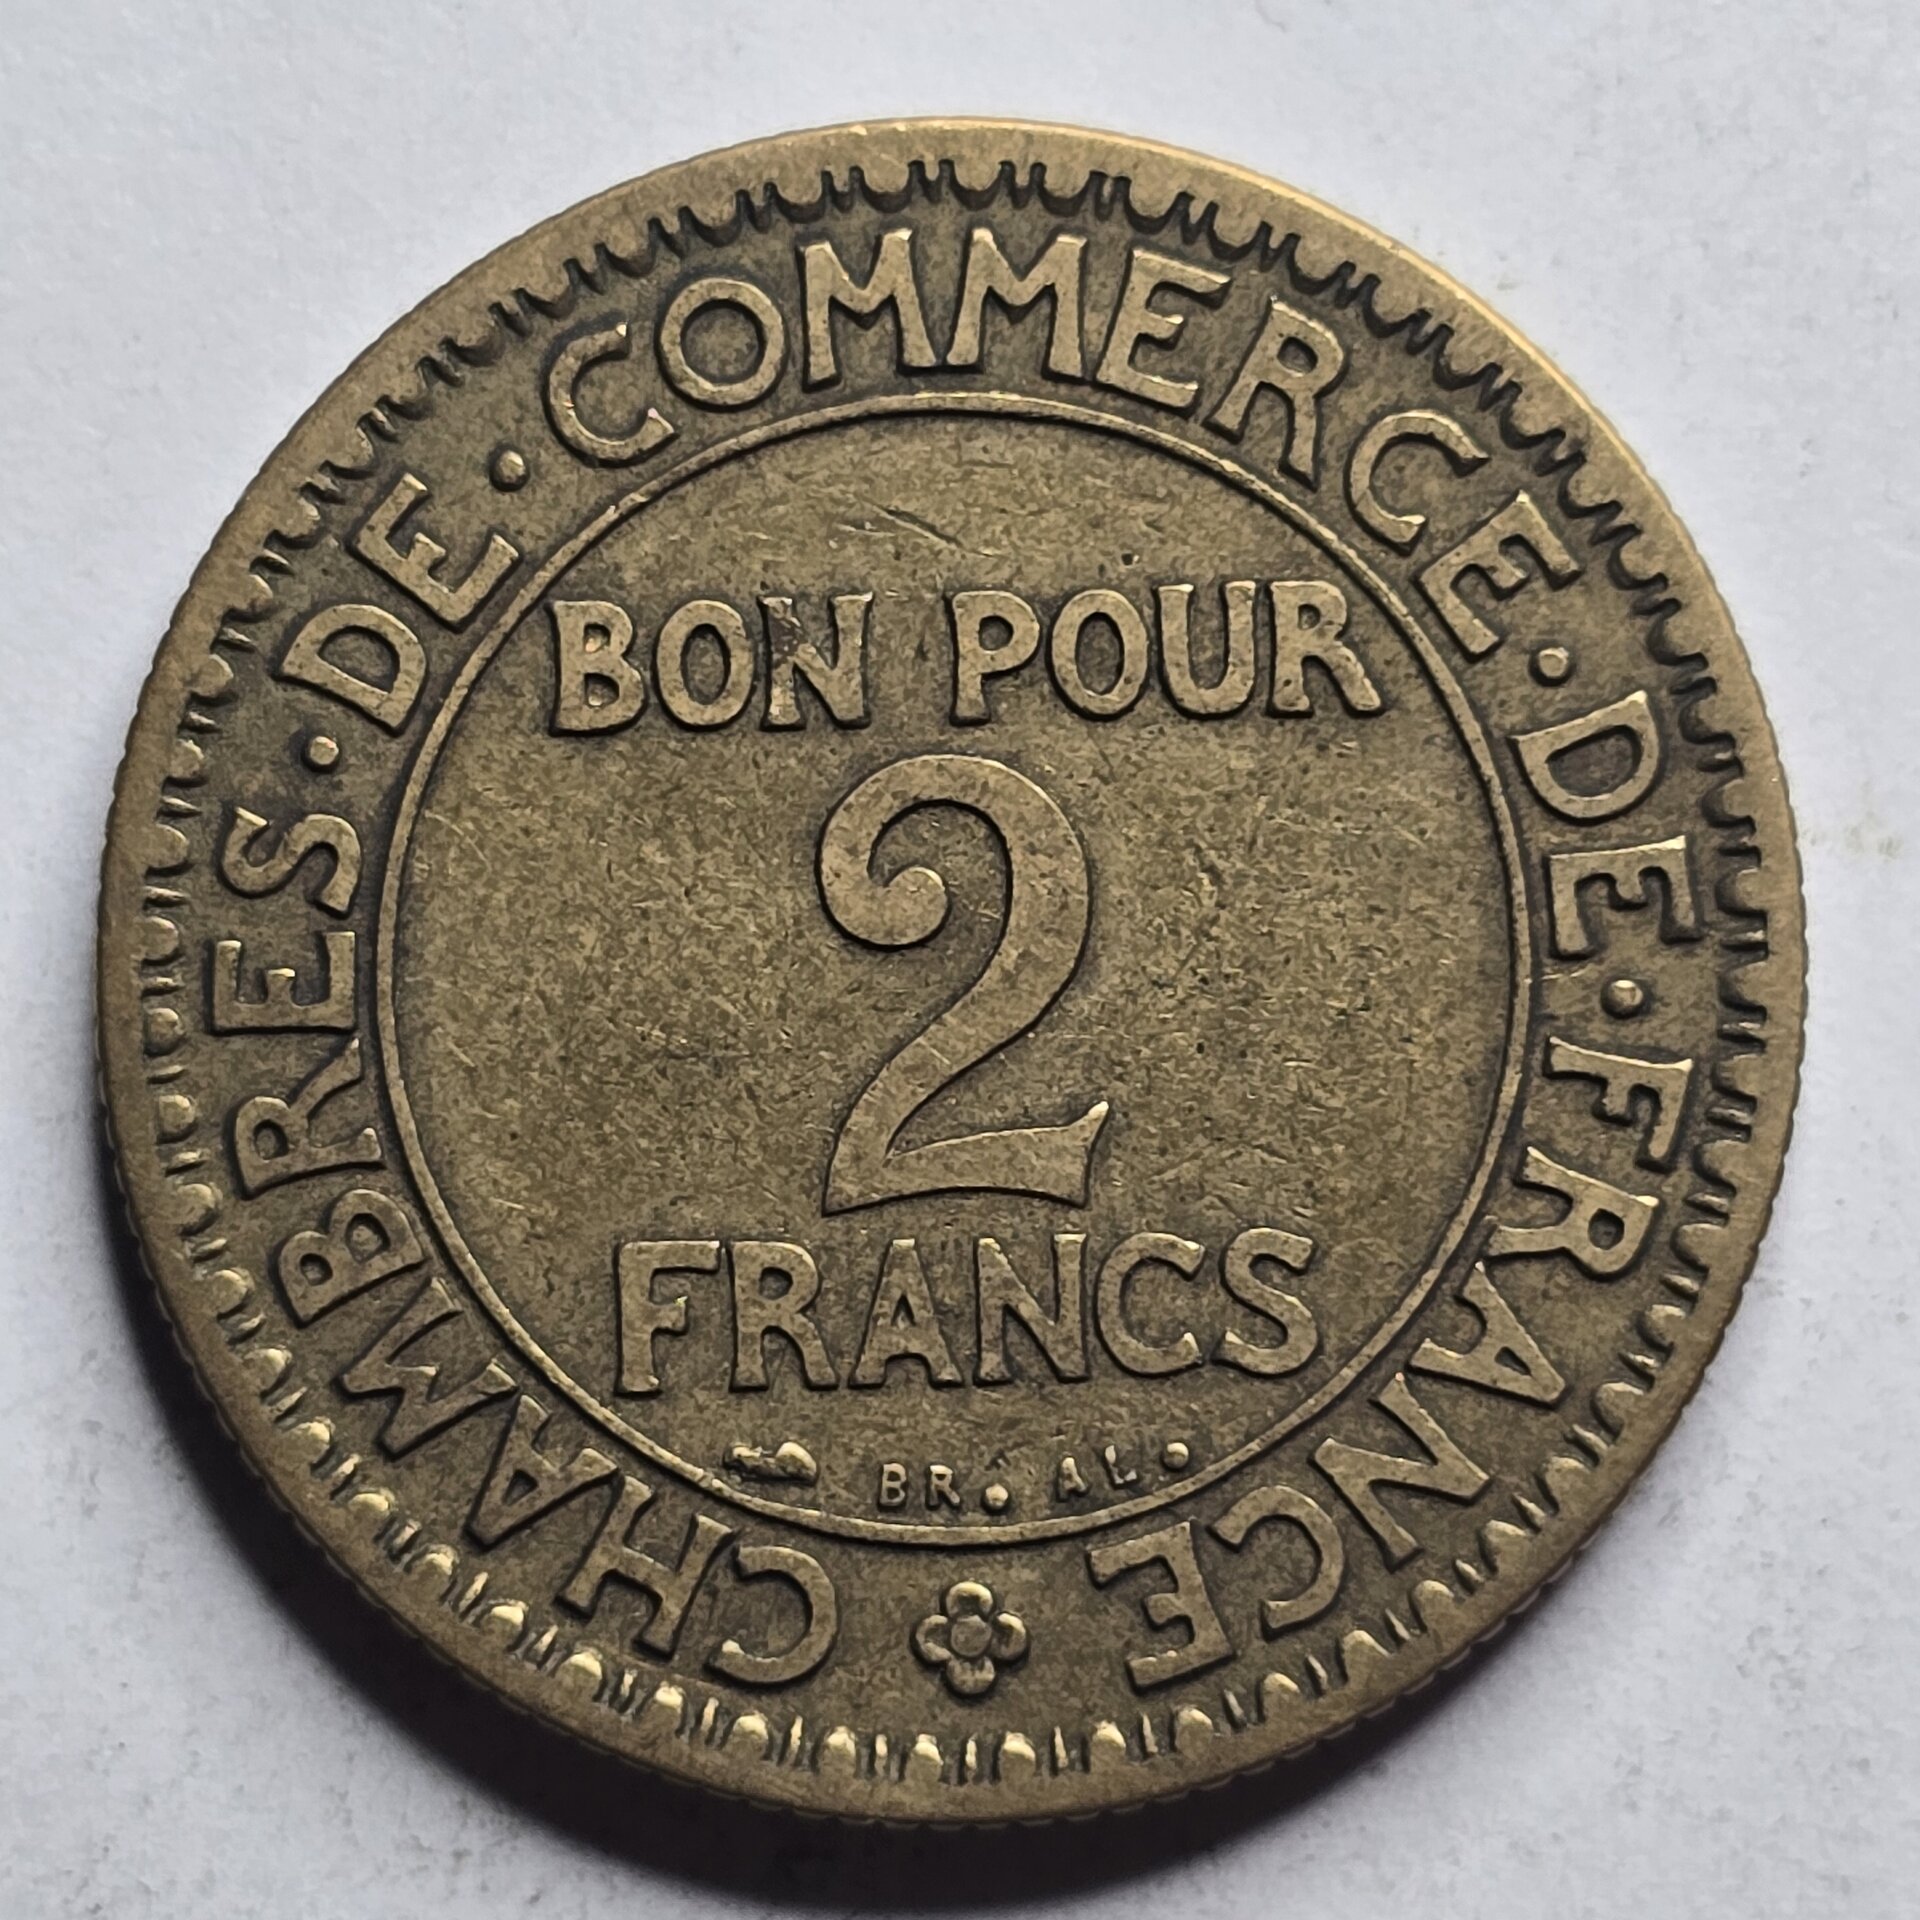 CHAMBRES·DE·COMMERCE·DE·FRANCE
BON POUR
2
FRANCS
BR. AL.